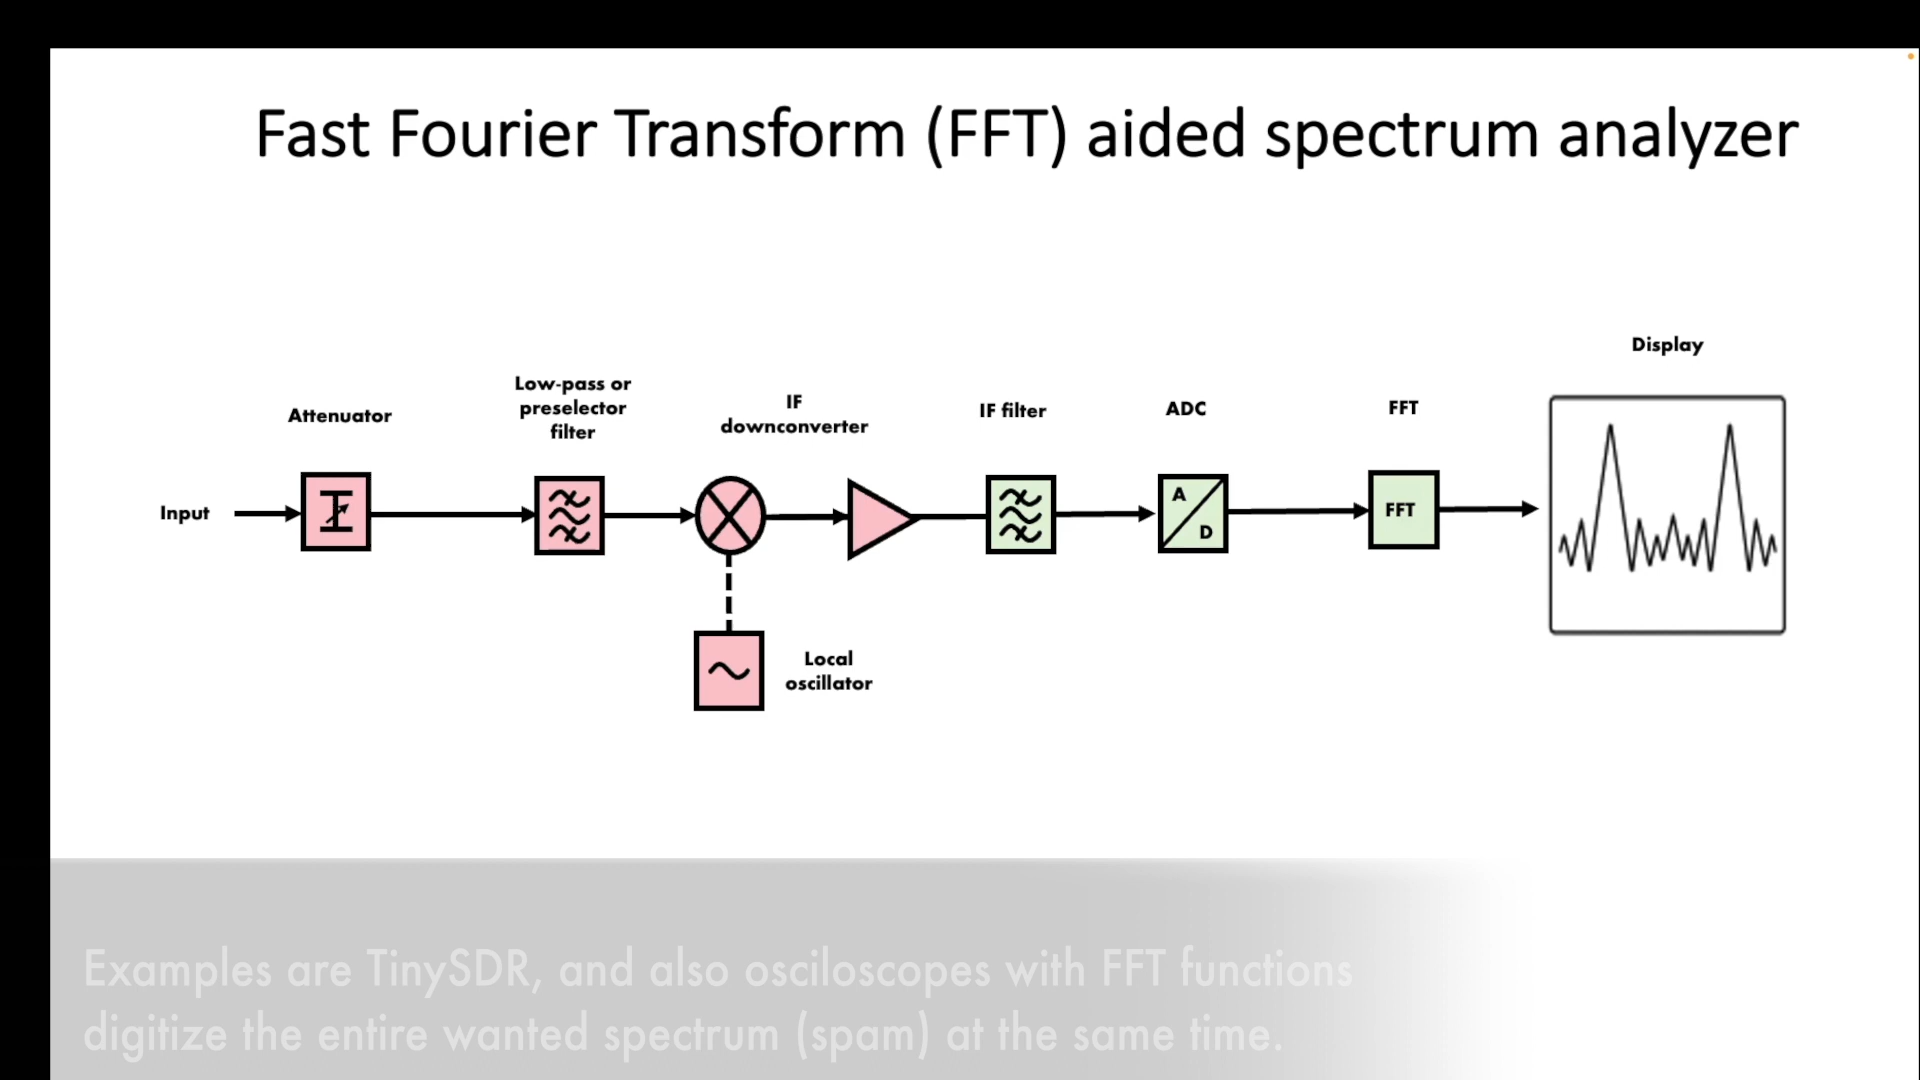 Fast Fourier Transform (FFT) aided spectrum analyzer
Display
Low-pass or
preselector
filter
Attenuator
IF
downconverter
IF filter
ADC
FFT
Input
A
D
FFT
Local
oscillator
Examples are TinySDR, and also osciloscopes with FFT functions
digitize the entire wanted spectrum (spam) at the same time.